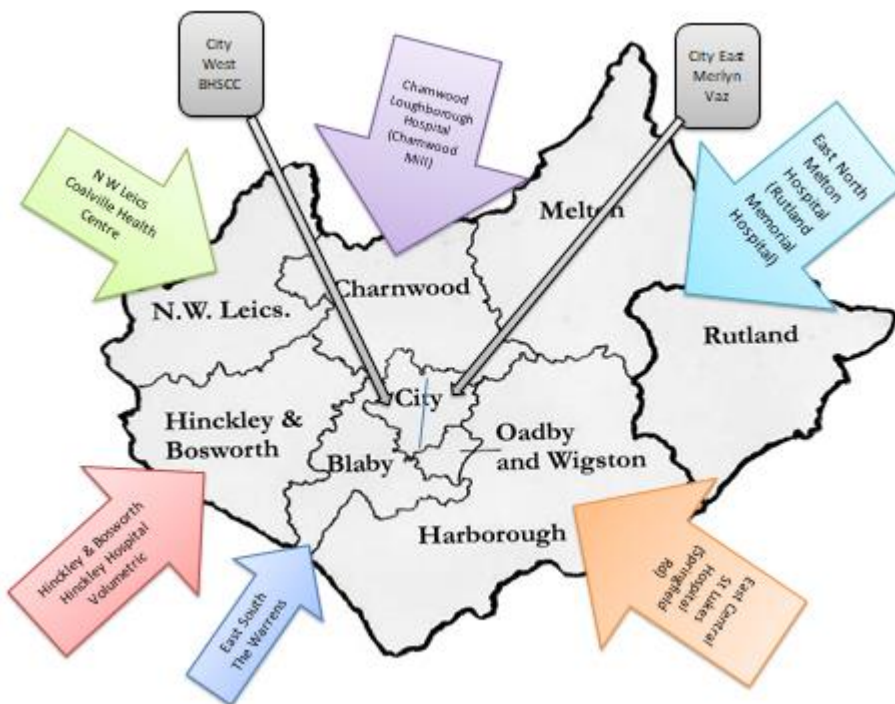 City
West
BHSCC
Charnwood
Loughborough
Hospital
(Charnwood
Mill)
City East
Merlyn
Vaz
N W Leics
Coalville Health
Centre
East North
Melton
Hospital
(Rutland
Memorial
Hospital)
Melton
N.W. Leics.
Charnwood
Rutland
City
Hinckley &
Bosworth
Blaby
Oadby
and Wigston
Harborough
Hinckley & Bosworth
Hinckley Hospital
Volumetric
East South
The Warrens
East Central
St Lukes
Hospital
(Springfield
Rd)